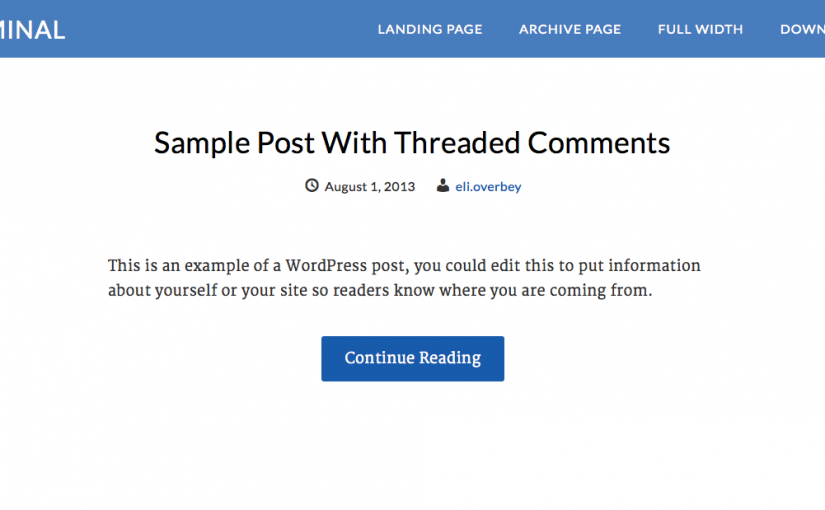 MINAL LANDING PAGE ARCHIVE PAGE FULL WIDTH DOWN
Sample Post With Threaded Comments
August 1, 2013 eli.overbey
This is an example of a WordPress post, you could edit this to put information
about yourself or your site so readers know where you are coming from.
Continue Reading